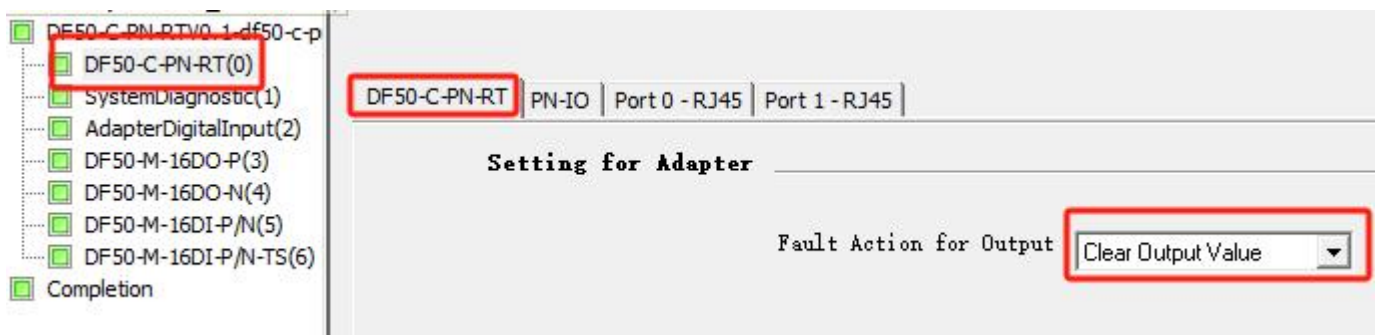 DF50-C-PN-RTV0.1-df50-c-p
DF50-C-PN-RT(0)
SystemDiagnostic(1)
AdapterDigitalInput(2)
DF50-M-16DO-P(3)
DF50-M-16DO-N(4)
DF50-M-16DI-P/N(5)
DF50-M-16DI-P/N-TS(6)
Completion
DF50-C-PN-RT PN-IO Port 0 - RJ45 Port 1 - RJ45
Setting for Adapter
Fault Action for Output Clear Output Value